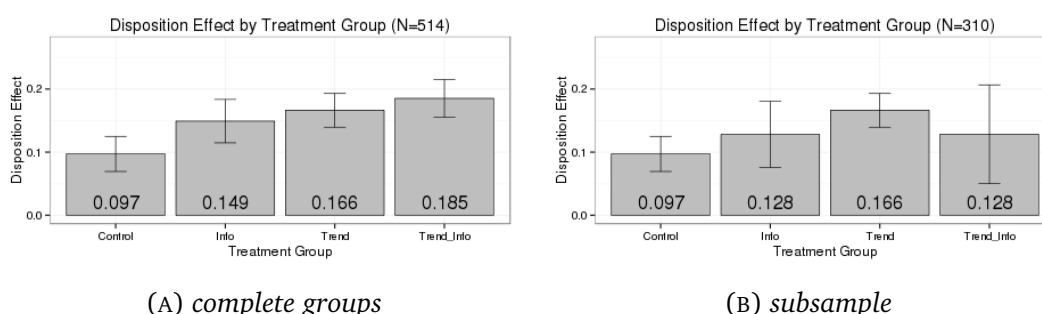 Disposition Effect by Treatment Group (N=514)
Disposition Effect
0.2
0.1
0.0
0.097 0.149 0.166 0.185
Control Info Trend Trend_Info
Treatment Group
(A) complete groups
Disposition Effect by Treatment Group (N=310)
Disposition Effect
0.2
0.1
0.0
0.097 0.128 0.166 0.128
Control Info Trend Trend_Info
Treatment Group
(B) subsample